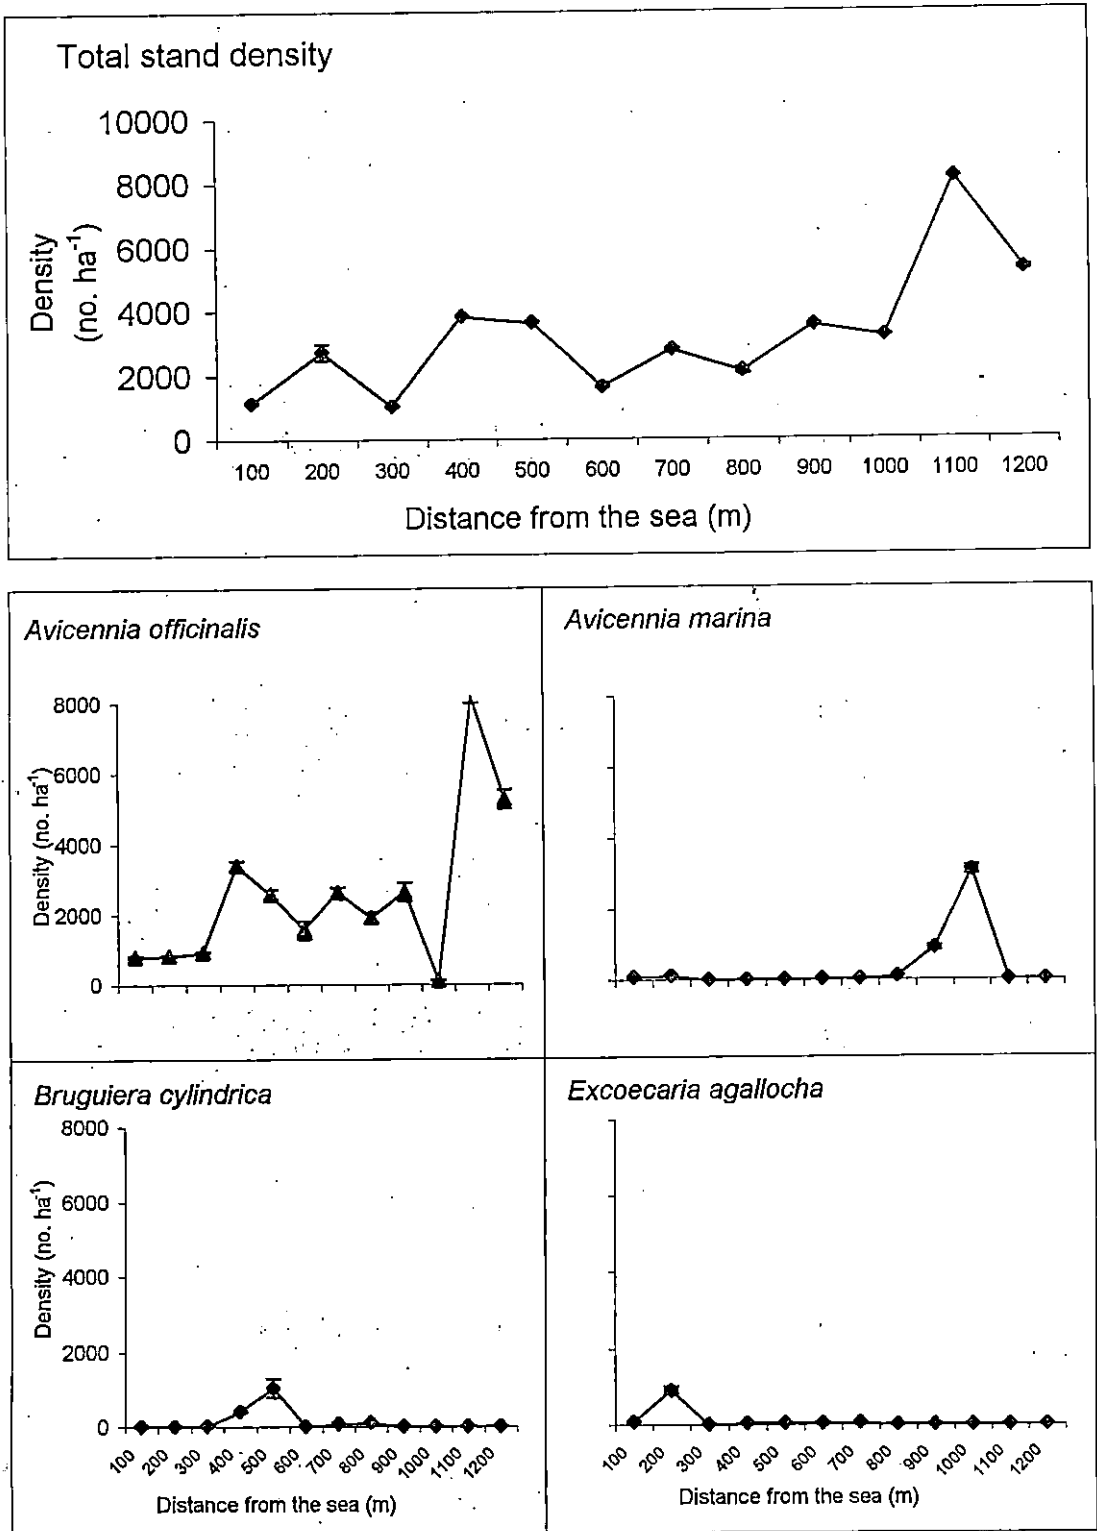 Total stand density
10000
8000
6000
4000
2000
0
Density
(no. ha-1)
100 200 300 400 500 600 700 800 900 1000 1100 1200
Distance from the sea (m)
Avicennia officinalis
8000
6000
4000
2000
0
Density (no. ha-1)
Avicennia marina
Bruguiera cylindrica
8000
6000
4000
2000
0
Density (no. ha-1)
100 200 300 400 500 600 700 800 900 1000 1100 1200
Distance from the sea (m)
Excoecaria agallocha
100 200 300 400 500 600 700 800 900 1000 1100 1200
Distance from the sea (m)